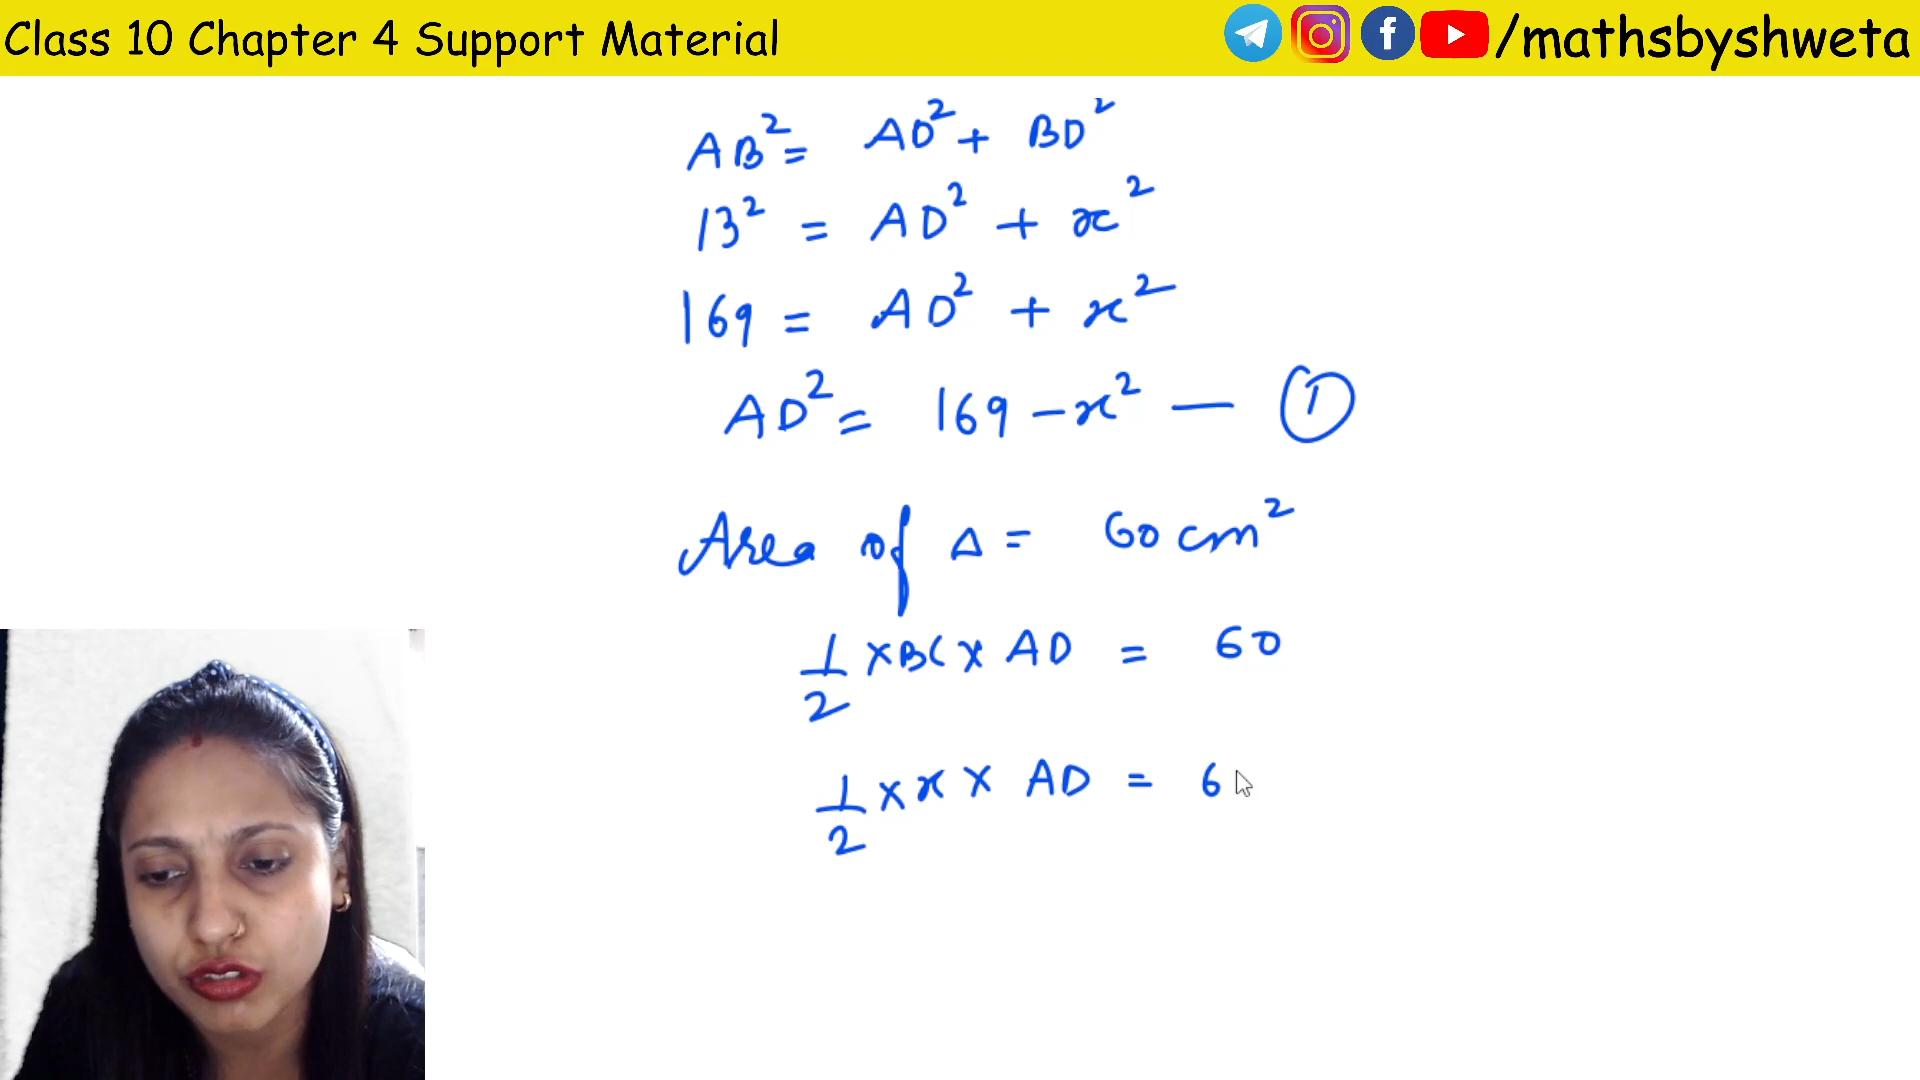 Class 10 Chapter 4 Support Material
/mathsbyshweta
AB² = AD² + BD²
13² = AD² + x²
169 = AD² + x²
AD² = 169 - x² — ①
Area of Δ = 60 cm²
1/2 × BC × AD = 60
1/2 × x × AD = 6